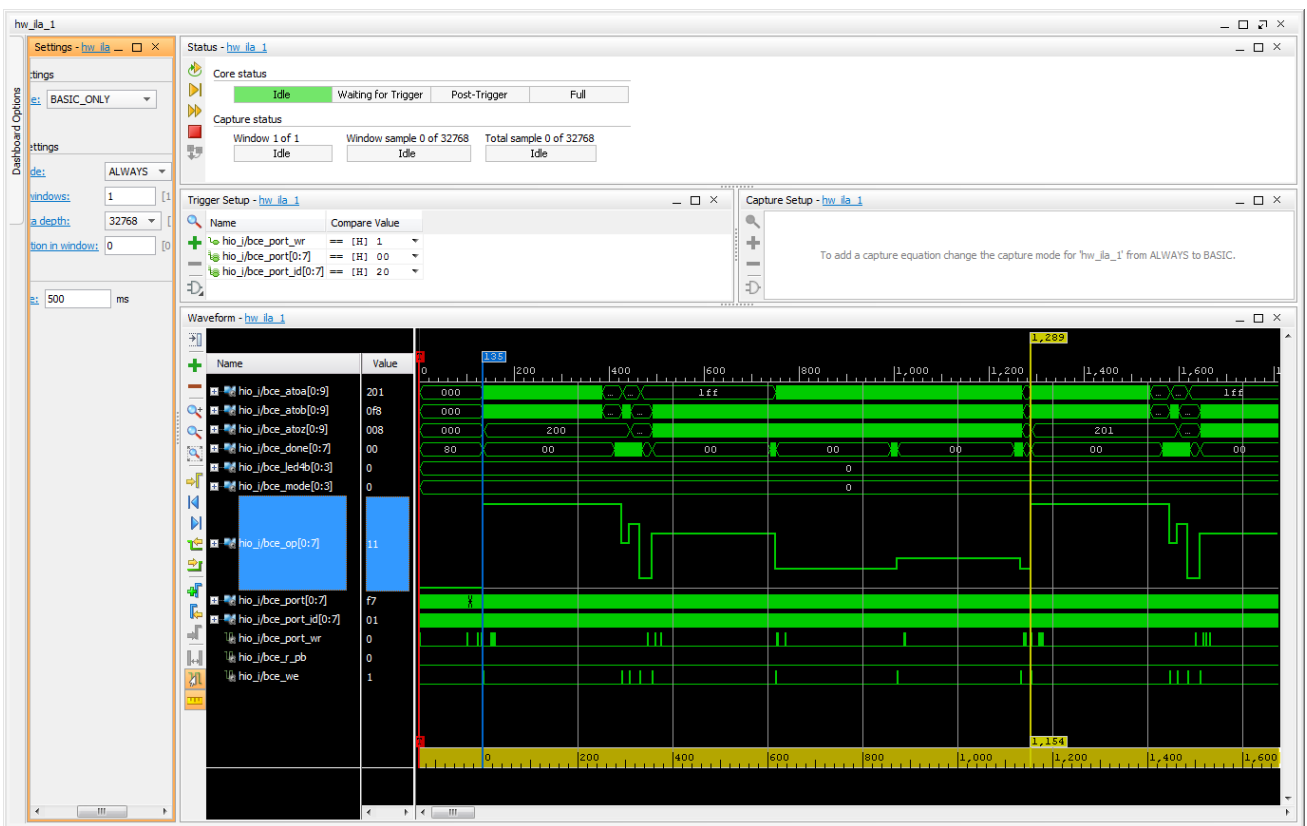 hw_ila_1
Dashboard Options
Settings - hw_ila
ttings
e: BASIC_ONLY
ettings
de: ALWAYS
windows: 1 [1
a depth: 32768 [
tion in window: 0 [0
e: 500 ms
Status - hw_ila_1
Core status
Idle Waiting for Trigger Post-Trigger Full
Capture status
Window 1 of 1 Window sample 0 of 32768 Total sample 0 of 32768
Idle Idle Idle
Trigger Setup - hw_ila_1
Name Compare Value
hio_i/bce_port_wr == [H] 1
hio_i/bce_port[0:7] == [H] 00
hio_i/bce_port_id[0:7] == [H] 20
Capture Setup - hw_ila_1
To add a capture equation change the capture mode for 'hw_ila_1' from ALWAYS to BASIC.
Waveform - hw_ila_1
1,289
Name Value 135
0 200 400 600 800 1,000 1,200 1,400 1,600
hio_i/bce_atoa[0:9] 201 000 ... ... 1ff ... ... 1ff
hio_i/bce_atob[0:9] 0f8 000 ... ... ... ...
hio_i/bce_atoz[0:9] 008 000 200 ... 201 ...
hio_i/bce_done[0:7] 00 80 00 00 00 00 00 00
hio_i/bce_led4b[0:3] 0 0
hio_i/bce_mode[0:3] 0 0
hio_i/bce_op[0:7] 11
hio_i/bce_port[0:7] f7
hio_i/bce_port_id[0:7] 01
hio_i/bce_port_wr 0
hio_i/bce_r_pb 0
hio_i/bce_we 1
1,154
0 200 400 600 800 1,000 1,200 1,400 1,600